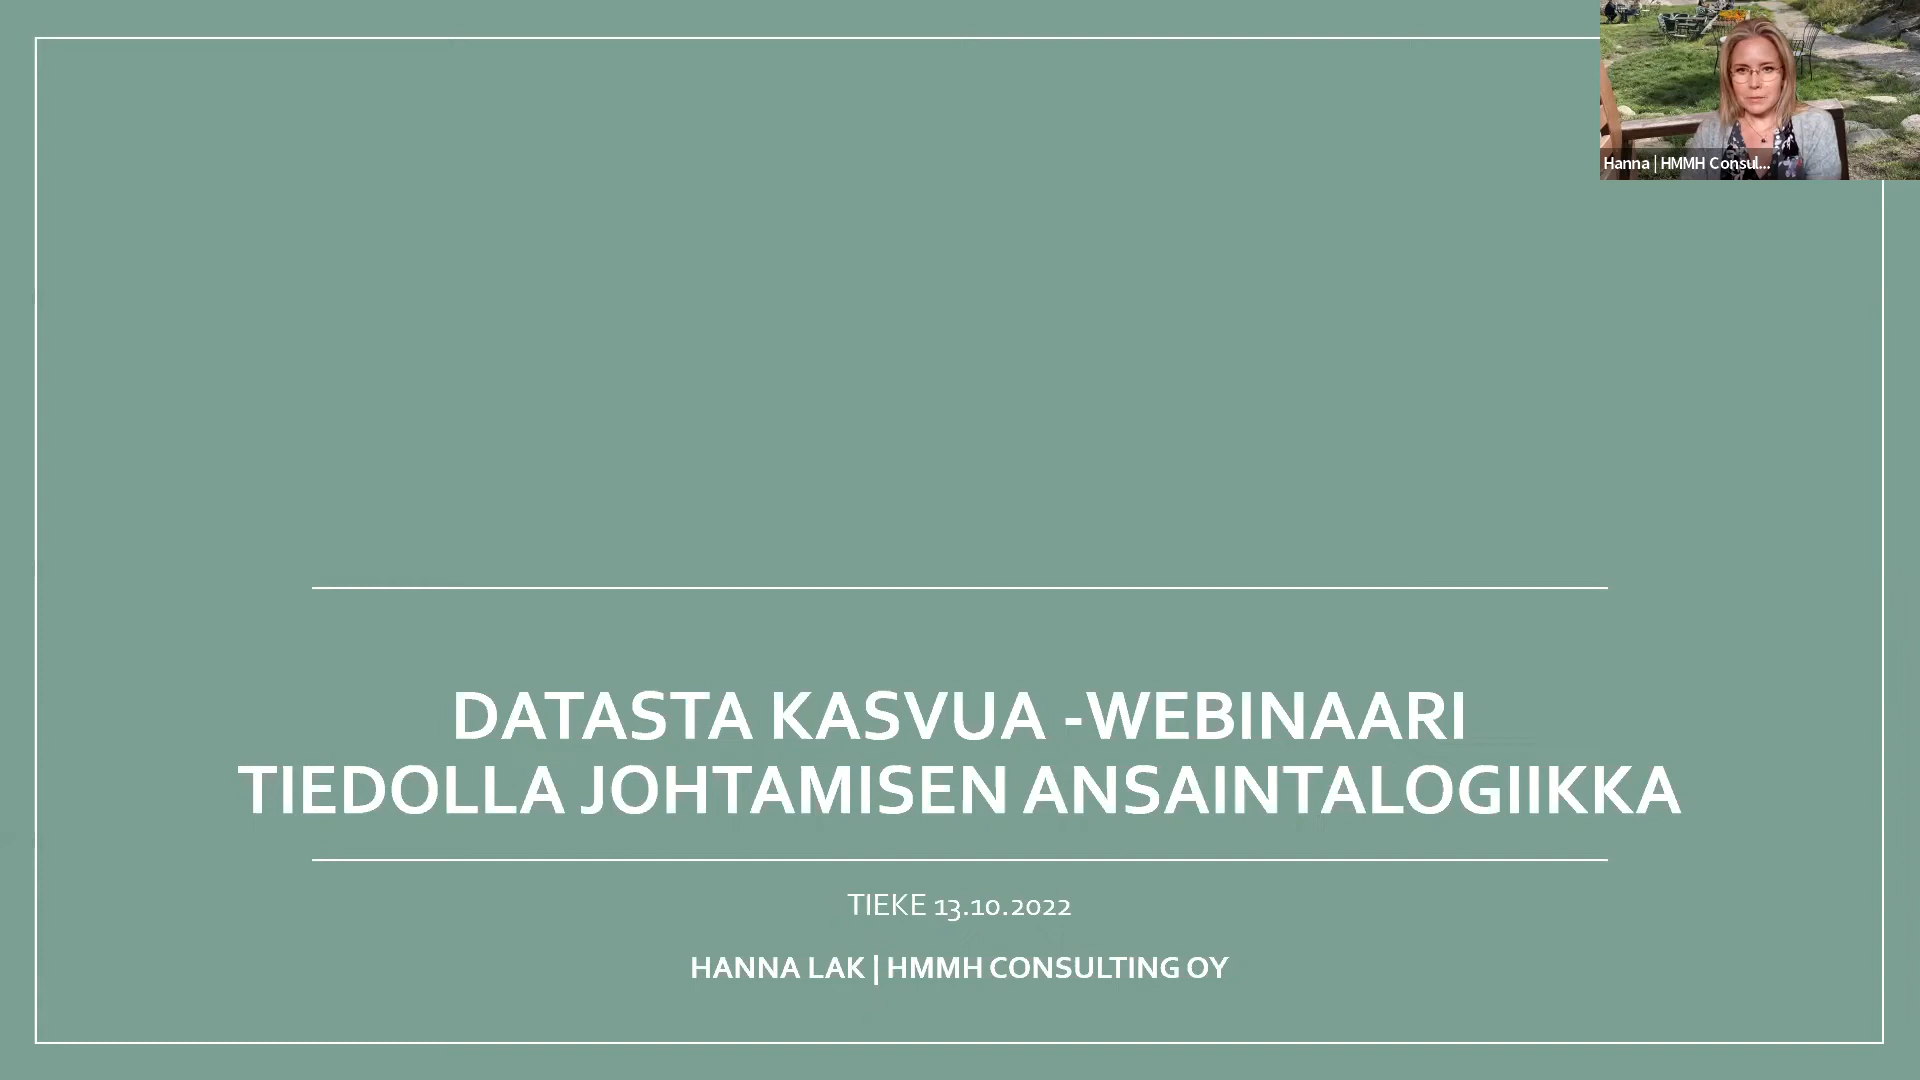 Hanna | HMMH Consul...
DATASTA KASVUA -WEBINAARI
TIEDOLLA JOHTAMISEN ANSAINTALOGIIKKA
TIEKE 13.10.2022
HANNA LAK | HMMH CONSULTING OY